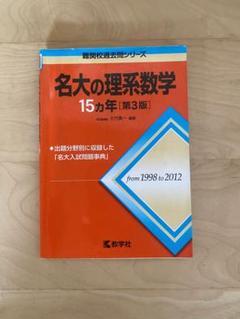 難関校過去問シリーズ
名大の理系数学
15カ年[第3版]
編著
●出題分野別に収録した
「名大入試問題事典」
from 1998 to 2012
教学社